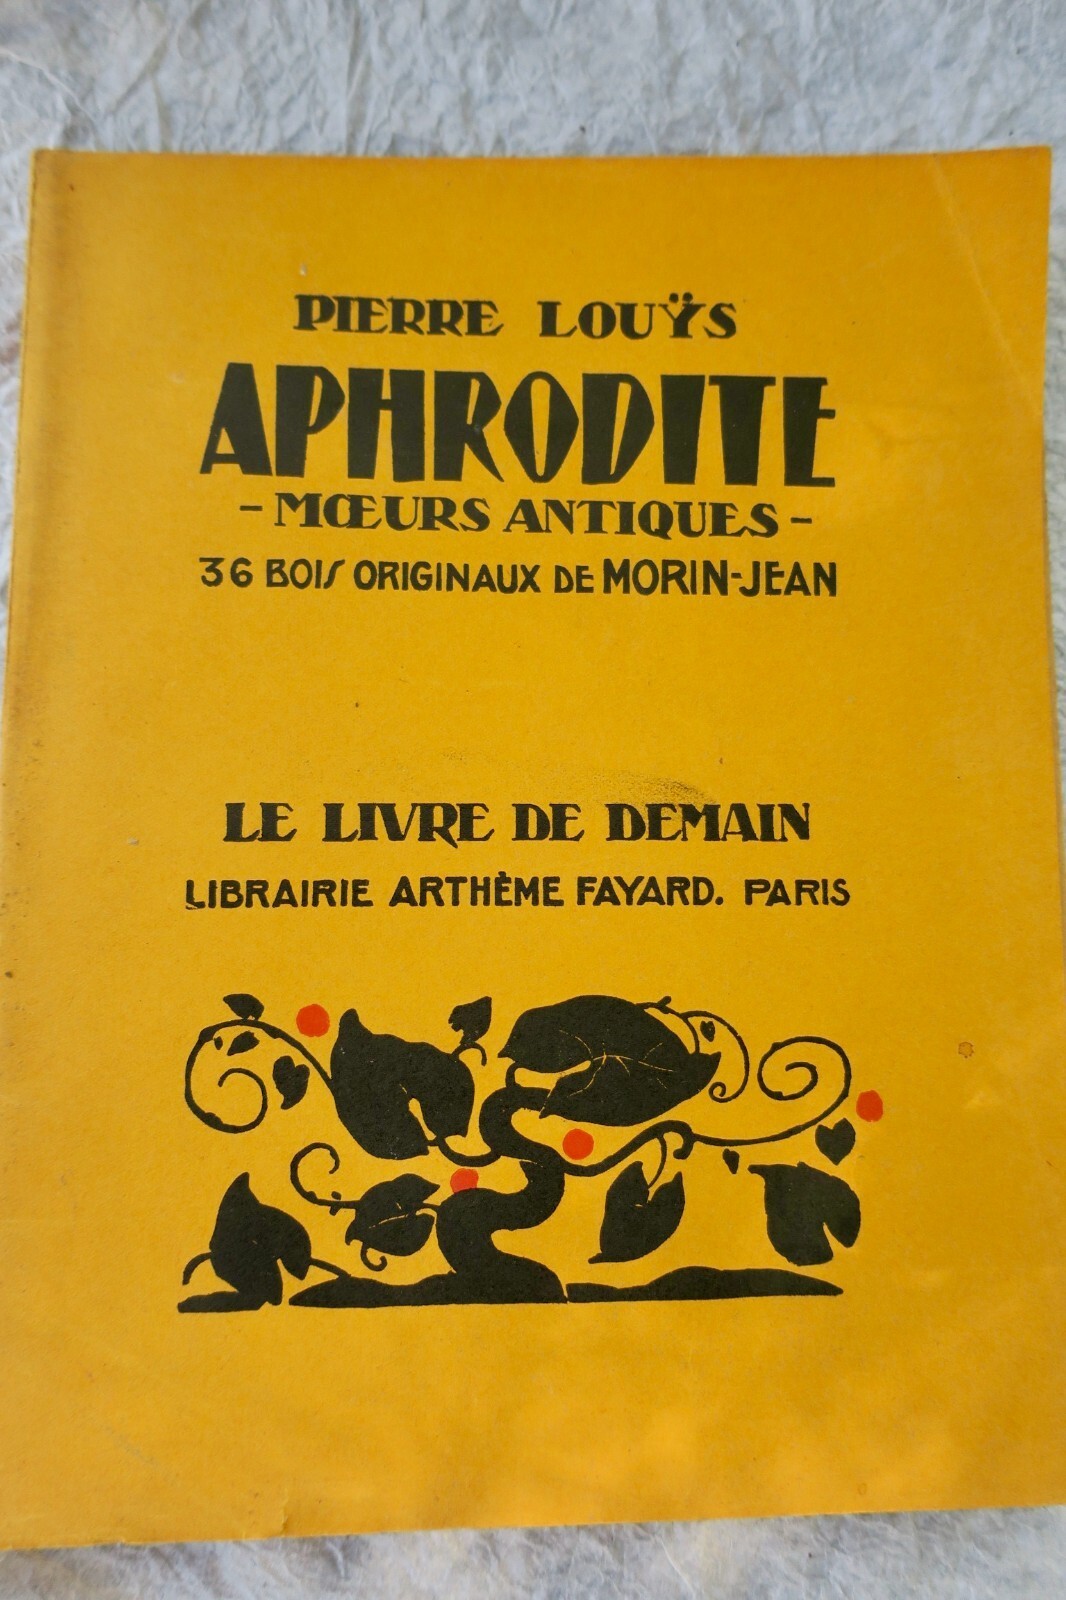 PIERRE LOUŸS
APHRODITE
- MŒURS ANTIQUES -
36 BOIS ORIGINAUX DE MORIN-JEAN
LE LIVRE DE DEMAIN
LIBRAIRIE ARTHÈME FAYARD. PARIS